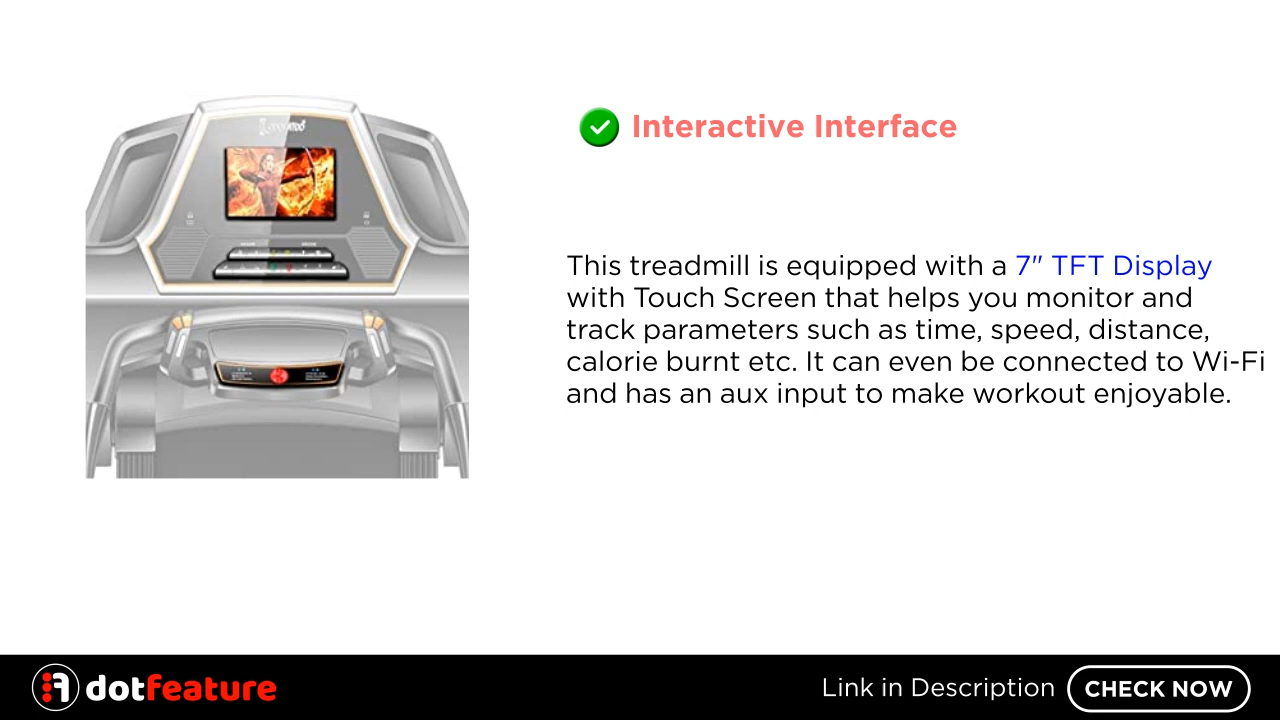 Interactive Interface
This treadmill is equipped with a 7" TFT Display
with Touch Screen that helps you monitor and
track parameters such as time, speed, distance,
calorie burnt etc. It can even be connected to Wi-Fi
and has an aux input to make workout enjoyable.
dotfeature
Link in Description
CHECK NOW